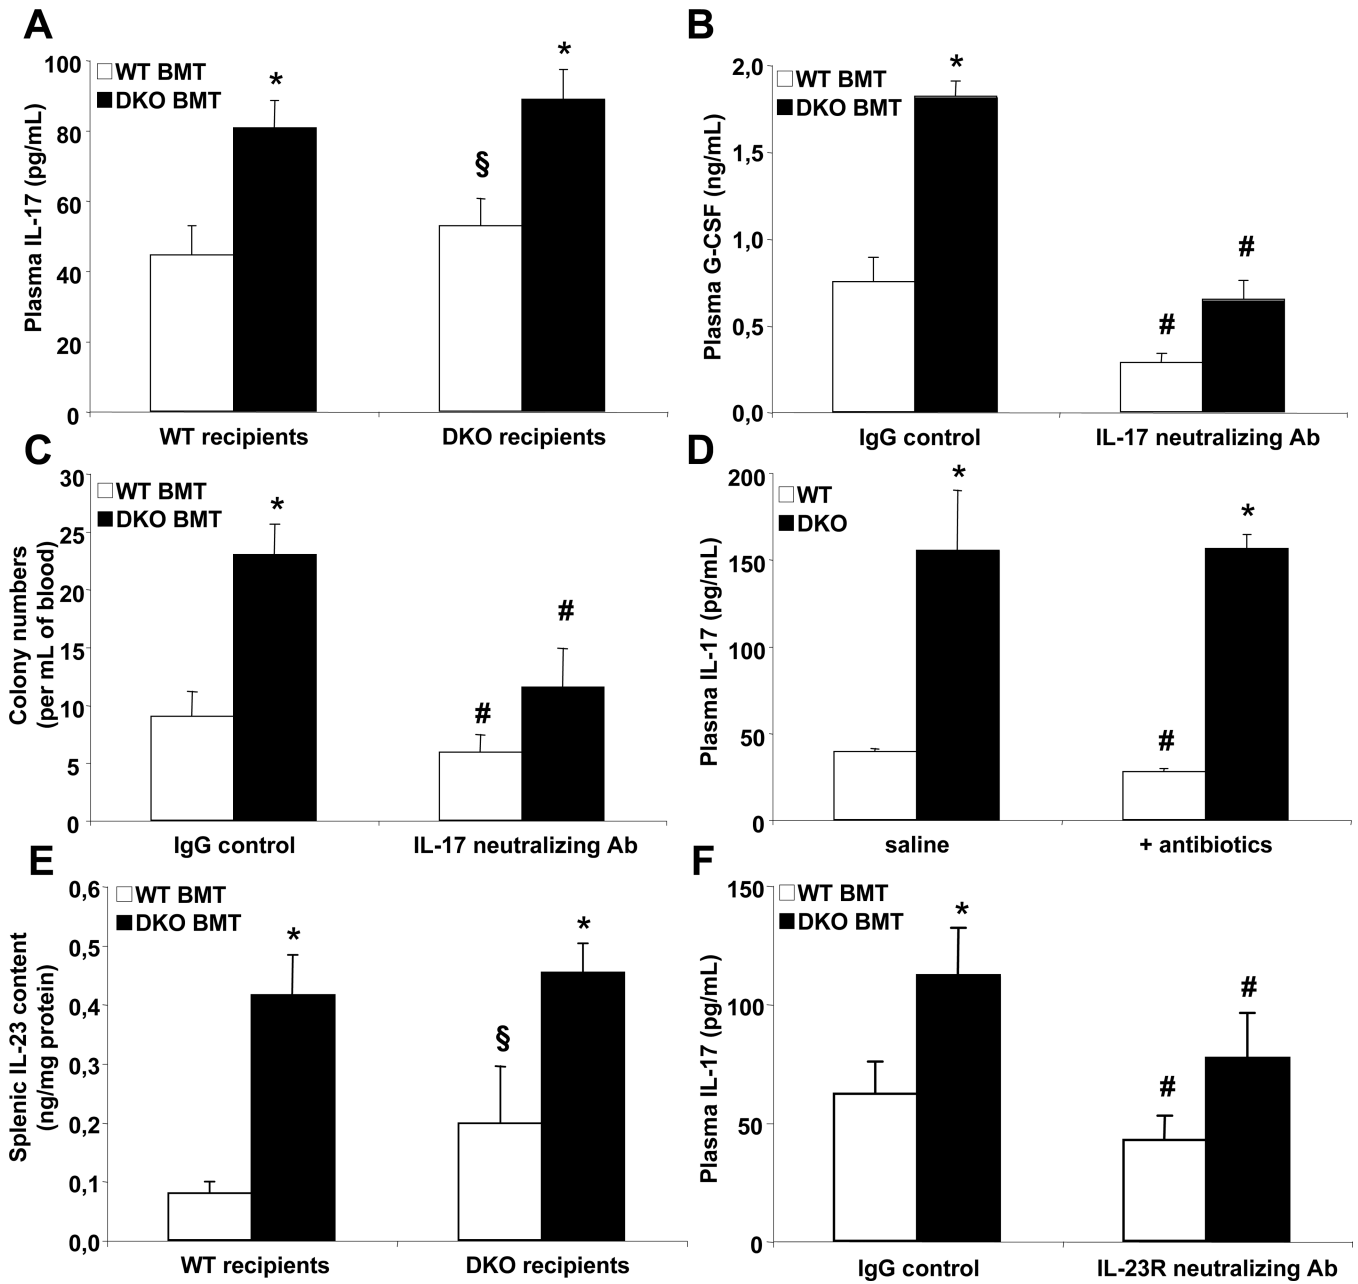 A
Plasma IL-17 (pg/mL)
100
80
60
40
20
0
WT BMT
DKO BMT
*
§
*
WT recipients
DKO recipients
B
Plasma G-CSF (ng/mL)
2,0
1,5
1,0
0,5
0,0
WT BMT
DKO BMT
*
#
#
IgG control
IL-17 neutralizing Ab
C
Colony numbers
(per mL of blood)
30
25
20
15
10
5
0
WT BMT
DKO BMT
*
#
#
IgG control
IL-17 neutralizing Ab
D
Plasma IL-17 (pg/mL)
200
150
100
50
0
WT
DKO
*
#
*
saline
+ antibiotics
E
Splenic IL-23 content
(ng/mg protein)
0,6
0,5
0,4
0,3
0,2
0,1
0,0
WT BMT
DKO BMT
*
§
*
WT recipients
DKO recipients
F
Plasma IL-17 (pg/mL)
150
100
50
0
WT BMT
DKO BMT
*
#
#
IgG control
IL-23R neutralizing Ab